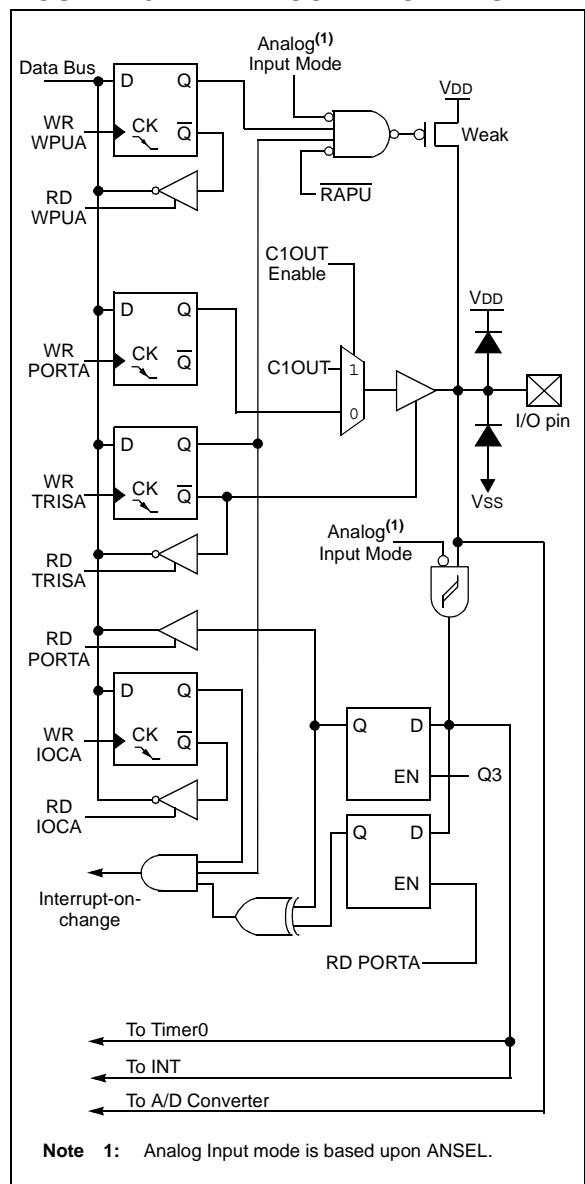 Analog(1)
Input Mode
Data Bus
D Q
VDD
WR
WPUA
CK Q
Weak
RD
WPUA
RAPU
C1OUT
Enable
D Q
VDD
WR
PORTA
CK Q
C1OUT
1
0
I/O pin
D Q
WR
TRISA
CK Q
VSS
Analog(1)
Input Mode
RD
TRISA
RD
PORTA
D Q
Q D
WR
IOCA
CK Q
EN
Q3
RD
IOCA
Q D
Interrupt-on-
change
EN
RD PORTA
To Timer0
To INT
To A/D Converter
Note 1: Analog Input mode is based upon ANSEL.